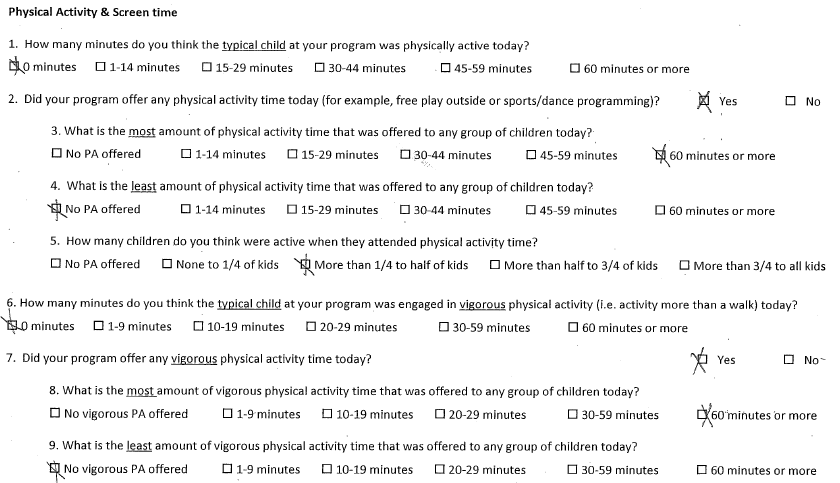 Physical Activity & Screen time
1. How many minutes do you think the typical child at your program was physically active today?
☒ 0 minutes ☐ 1-14 minutes ☐ 15-29 minutes ☐ 30-44 minutes ☐ 45-59 minutes ☐ 60 minutes or more
2. Did your program offer any physical activity time today (for example, free play outside or sports/dance programming)? ☒ Yes ☐ No
3. What is the most amount of physical activity time that was offered to any group of children today?
☐ No PA offered ☐ 1-14 minutes ☐ 15-29 minutes ☐ 30-44 minutes ☐ 45-59 minutes ☒ 60 minutes or more
4. What is the least amount of physical activity time that was offered to any group of children today?
☒ No PA offered ☐ 1-14 minutes ☐ 15-29 minutes ☐ 30-44 minutes ☐ 45-59 minutes ☐ 60 minutes or more
5. How many children do you think were active when they attended physical activity time?
☐ No PA offered ☐ None to 1/4 of kids ☒ More than 1/4 to half of kids ☐ More than half to 3/4 of kids ☐ More than 3/4 to all kids
6. How many minutes do you think the typical child at your program was engaged in vigorous physical activity (i.e. activity more than a walk) today?
☒ 0 minutes ☐ 1-9 minutes ☐ 10-19 minutes ☐ 20-29 minutes ☐ 30-59 minutes ☐ 60 minutes or more
7. Did your program offer any vigorous physical activity time today? ☒ Yes ☐ No
8. What is the most amount of vigorous physical activity time that was offered to any group of children today?
☐ No vigorous PA offered ☐ 1-9 minutes ☐ 10-19 minutes ☐ 20-29 minutes ☐ 30-59 minutes ☒ 60 minutes or more
9. What is the least amount of vigorous physical activity time that was offered to any group of children today?
☒ No vigorous PA offered ☐ 1-9 minutes ☐ 10-19 minutes ☐ 20-29 minutes ☐ 30-59 minutes ☐ 60 minutes or more